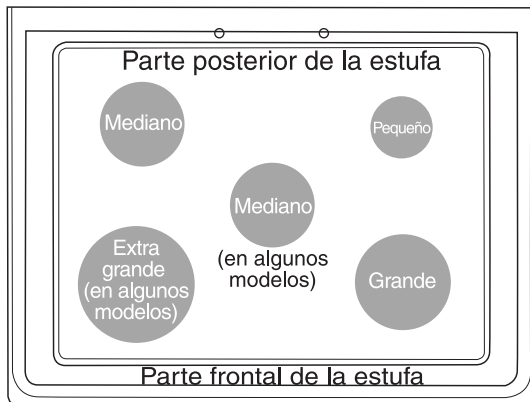 Parte posterior de la estufa
Mediano
Pequeño
Mediano
(en algunos
modelos)
Extra
grande
(en algunos
modelos)
Grande
Parte frontal de la estufa